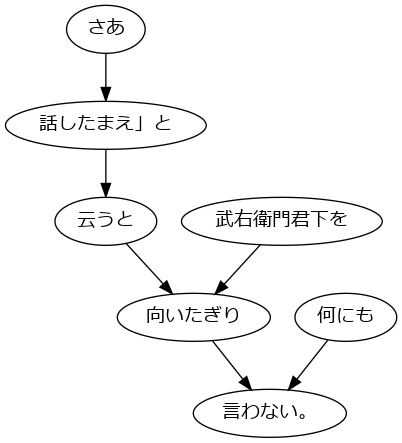 さあ
話したまえ」と
云うと
武右衛門君下を
向いたぎり
何にも
言わない。